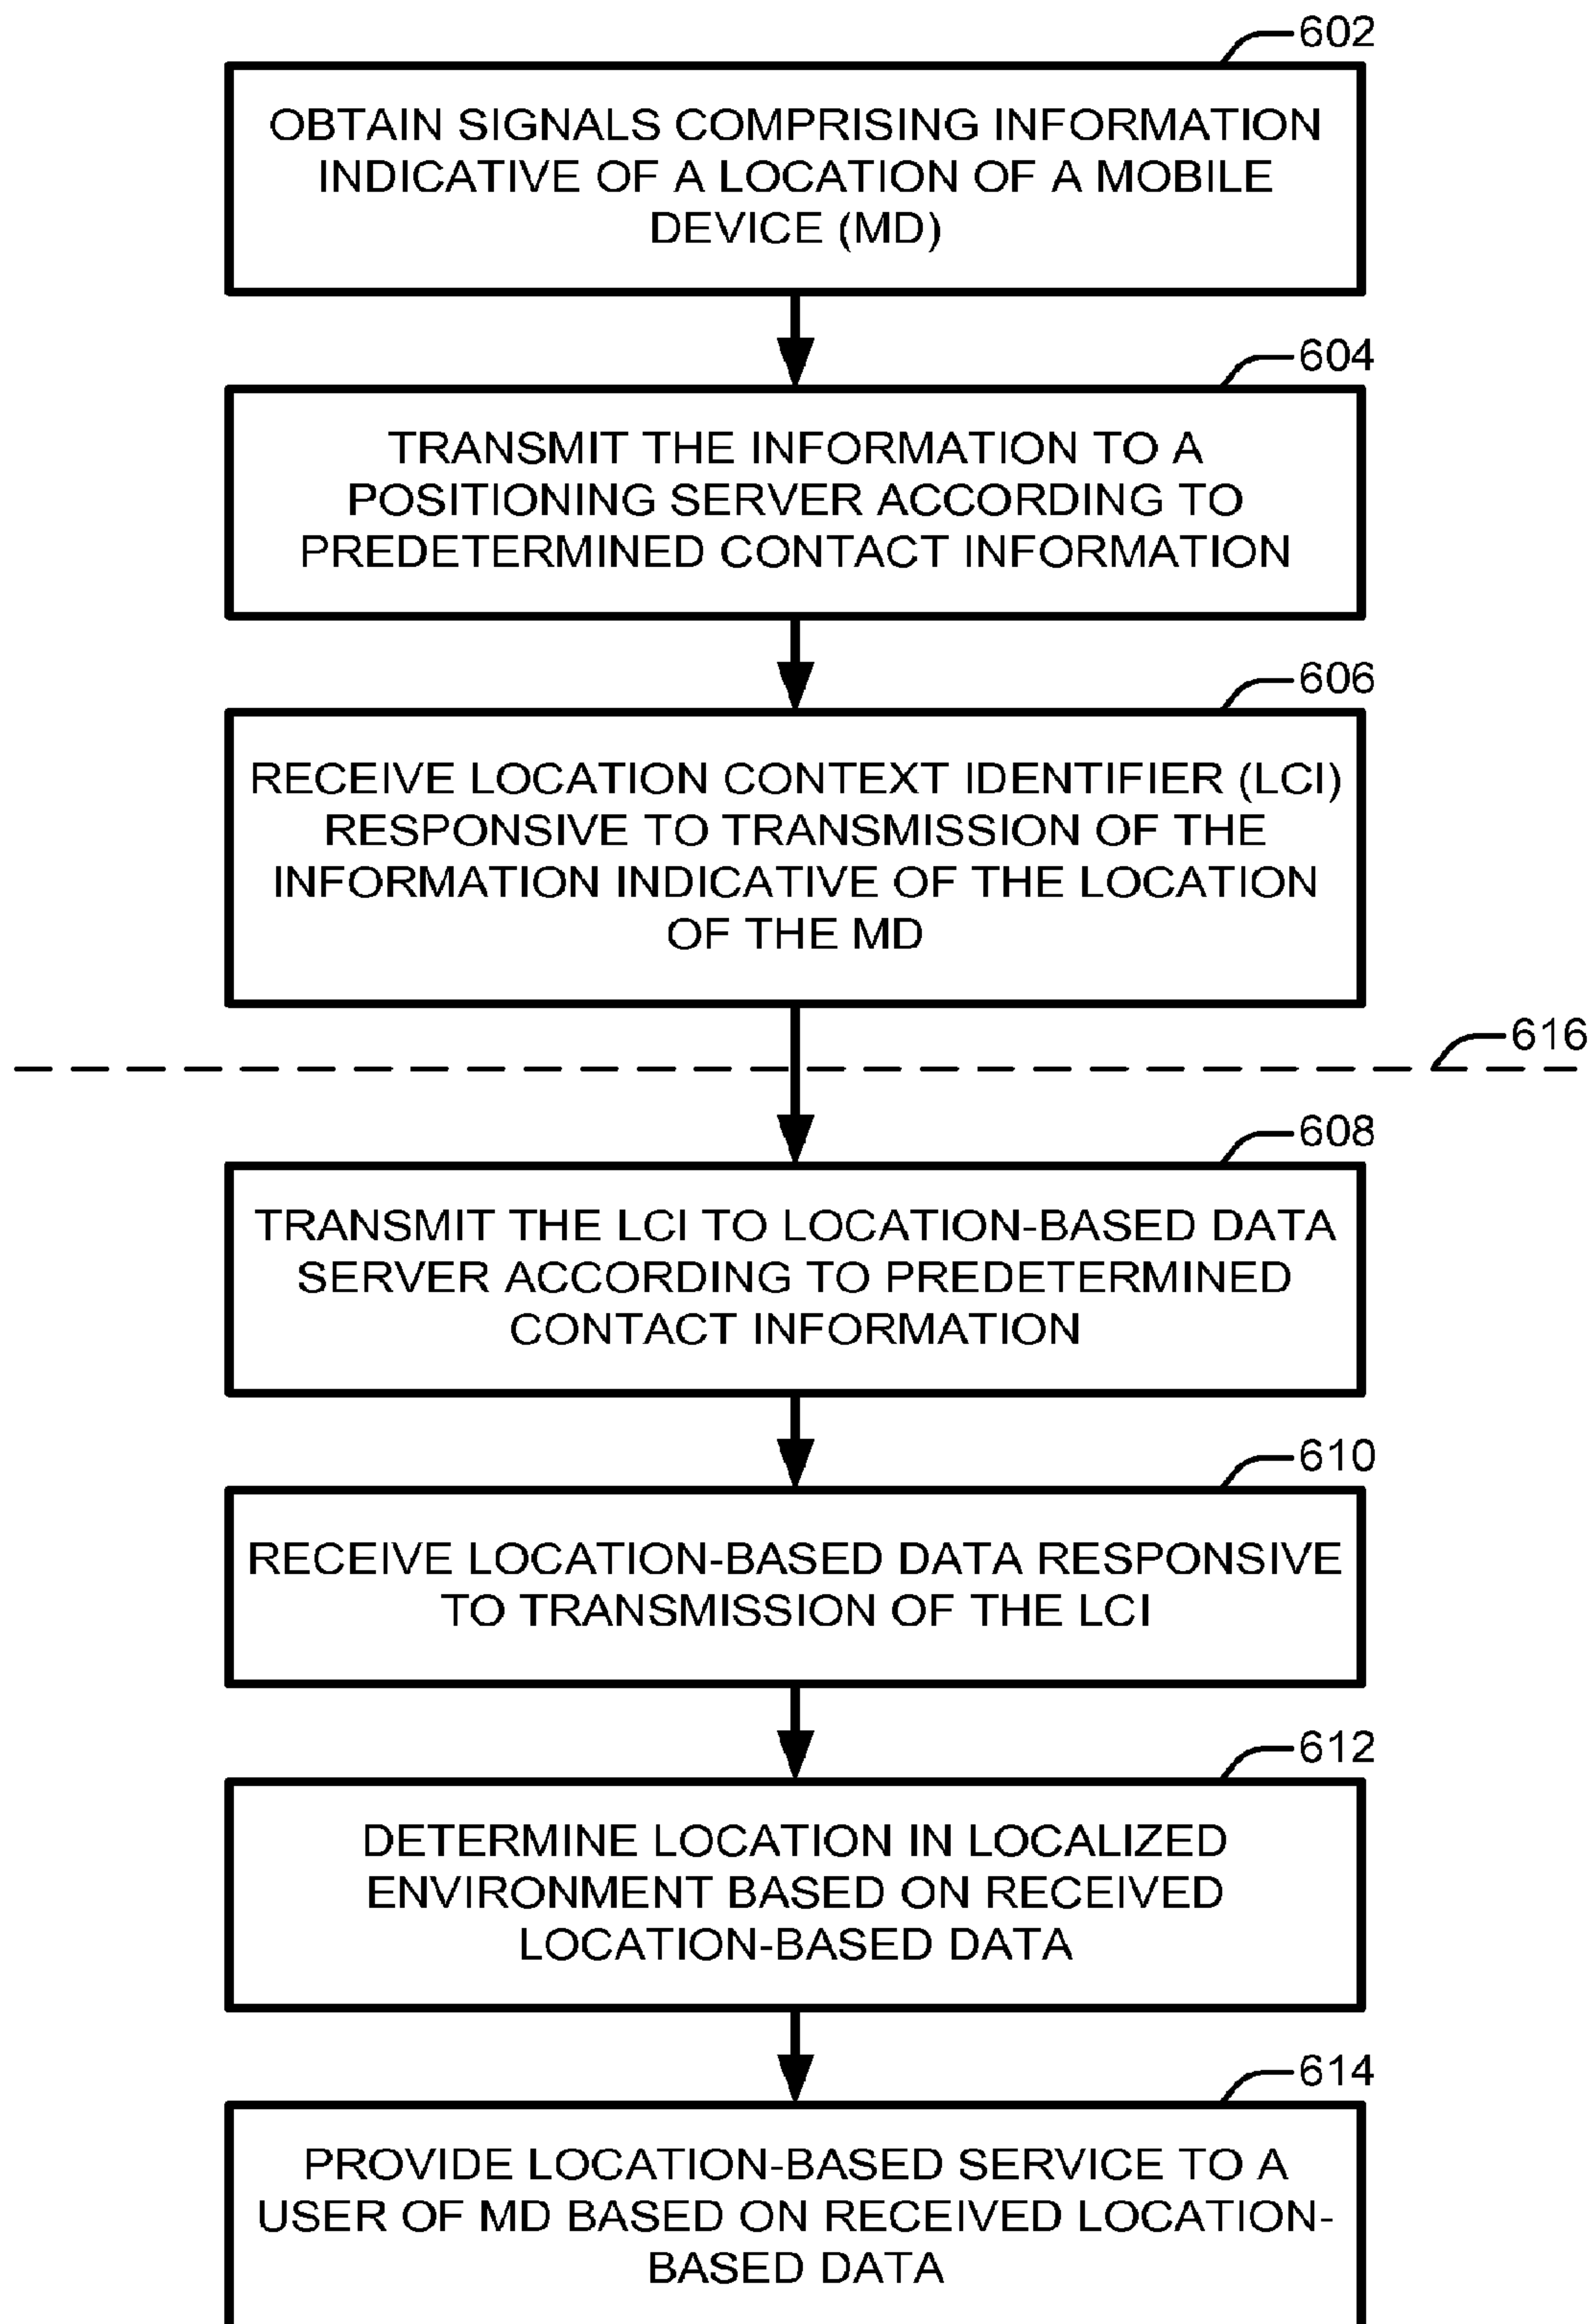 602
OBTAIN SIGNALS COMPRISING INFORMATION
INDICATIVE OF A LOCATION OF A MOBILE
DEVICE (MD)
604
TRANSMIT THE INFORMATION TO A
POSITIONING SERVER ACCORDING TO
PREDETERMINED CONTACT INFORMATION
606
RECEIVE LOCATION CONTEXT IDENTIFIER (LCI)
RESPONSIVE TO TRANSMISSION OF THE
INFORMATION INDICATIVE OF THE LOCATION
OF THE MD
616
608
TRANSMIT THE LCI TO LOCATION-BASED DATA
SERVER ACCORDING TO PREDETERMINED
CONTACT INFORMATION
610
RECEIVE LOCATION-BASED DATA RESPONSIVE
TO TRANSMISSION OF THE LCI
612
DETERMINE LOCATION IN LOCALIZED
ENVIRONMENT BASED ON RECEIVED
LOCATION-BASED DATA
614
PROVIDE LOCATION-BASED SERVICE TO A
USER OF MD BASED ON RECEIVED LOCATION-
BASED DATA